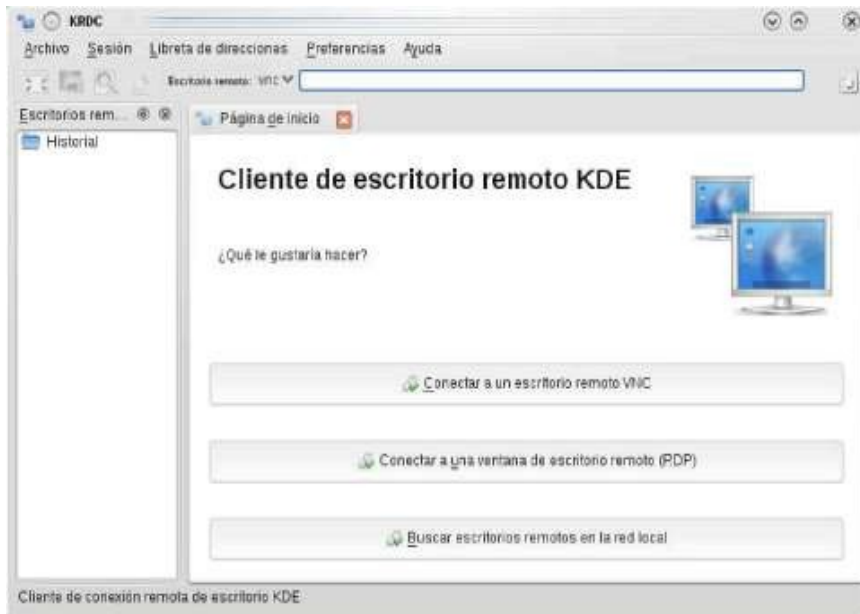 KRDC
Archivo Sesión Libreta de direcciones Preferencias Ayuda
Escritorio remoto: VNC
Escritorios rem...
Página de inicio
Historial
Cliente de escritorio remoto KDE
¿Qué le gustaría hacer?
Conectar a un escritorio remoto VNC
Conectar a una ventana de escritorio remoto (RDP)
Buscar escritorios remotos en la red local
Cliente de conexión remota de escritorio KDE